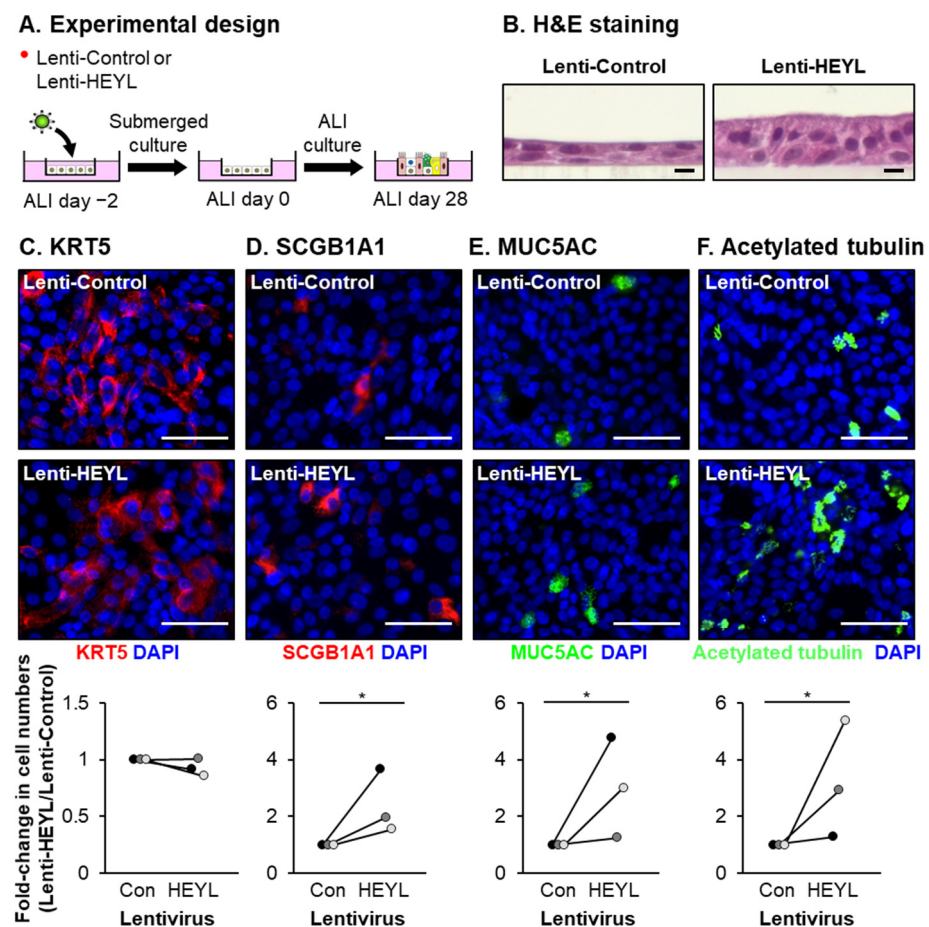 A. Experimental design
Lenti-Control or
Lenti-HEYL
Submerged
culture
ALI
culture
ALI day −2
ALI day 0
ALI day 28
B. H&E staining
Lenti-Control
Lenti-HEYL
C. KRT5
D. SCGB1A1
E. MUC5AC
F. Acetylated tubulin
Lenti-Control
Lenti-Control
Lenti-Control
Lenti-Control
Lenti-HEYL
Lenti-HEYL
Lenti-HEYL
Lenti-HEYL
KRT5 DAPI
SCGB1A1 DAPI
MUC5AC DAPI
Acetylated tubulin DAPI
Fold-change in cell numbers
(Lenti-HEYL/Lenti-Control)
1.5
1
0.5
0
Con HEYL
Lentivirus
6
4
2
0
*
Con HEYL
Lentivirus
6
4
2
0
*
Con HEYL
Lentivirus
6
4
2
0
*
Con HEYL
Lentivirus